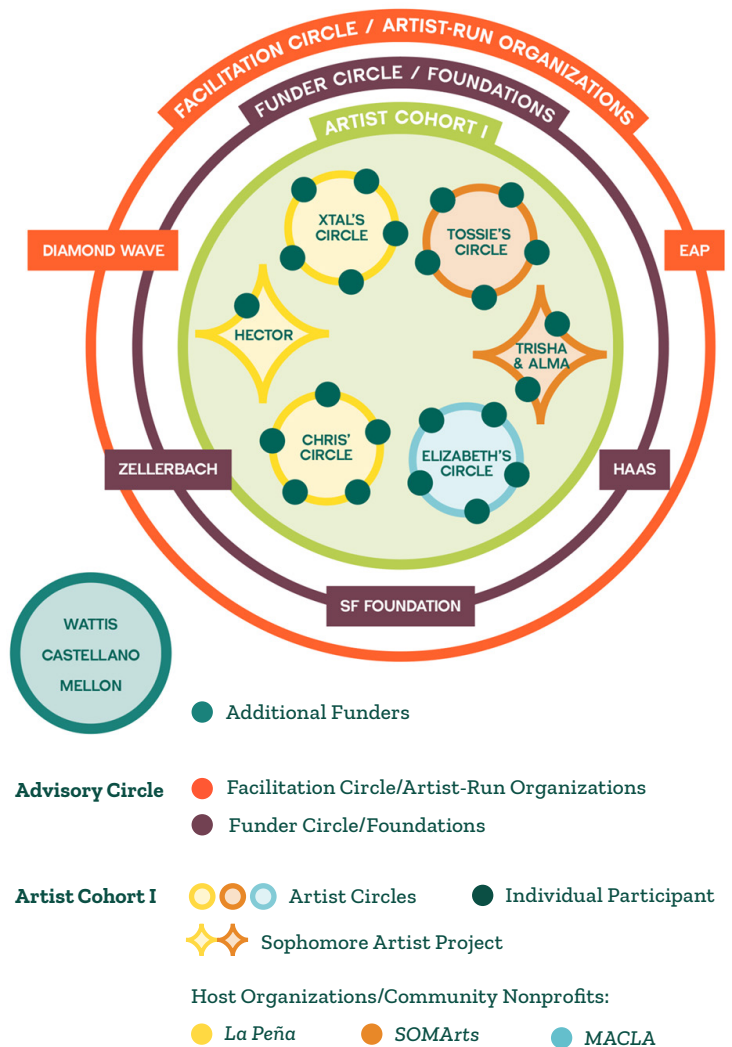 FACILITATION CIRCLE / ARTIST-RUN ORGANIZATIONS
FUNDER CIRCLE / FOUNDATIONS
ARTIST COHORT I
XTAL'S
CIRCLE
TOSSIE'S
CIRCLE
DIAMOND WAVE
EAP
HECTOR
TRISHA
& ALMA
CHRIS'
CIRCLE
ELIZABETH'S
CIRCLE
ZELLERBACH
HAAS
SF FOUNDATION
WATTIS
CASTELLANO
MELLON
Additional Funders
Advisory Circle
Facilitation Circle/Artist-Run Organizations
Funder Circle/Foundations
Artist Cohort I
Artist Circles
Individual Participant
Sophomore Artist Project
Host Organizations/Community Nonprofits:
La Peña
SOMArts
MACLA